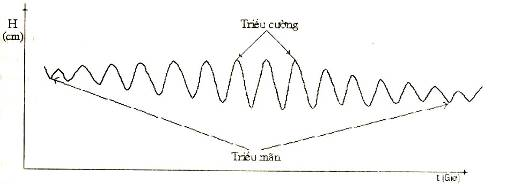 H
(cm)
Triều cường
Triều mãn
t (Giờ)